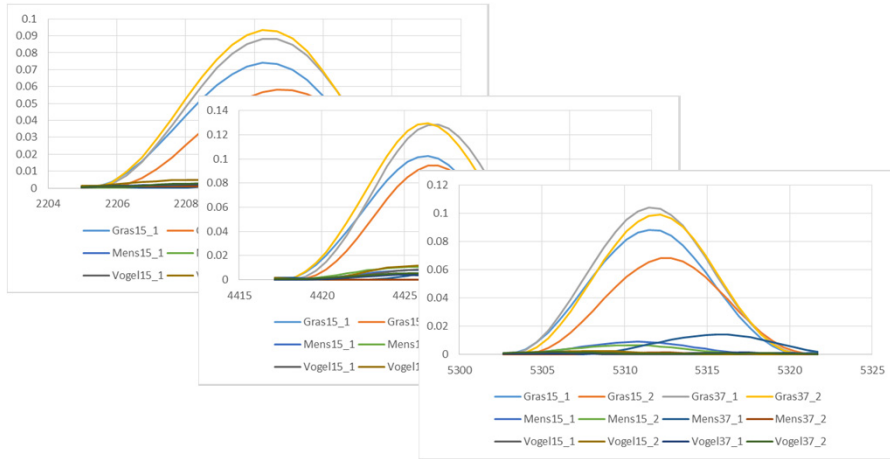 0.1
0.09
0.08
0.07
0.06
0.05
0.04
0.03
0.02
0.01
0
2204 2206 2208
Gras15_1
Mens15_1
Vogel15_1
0.14
0.12
0.1
0.08
0.06
0.04
0.02
0
4415 4420 4425
Gras15_1 Gras15_
Mens15_1 Mens1
Vogel15_1 Vogel1
0.12
0.1
0.08
0.06
0.04
0.02
0
5300 5305 5310 5315 5320 5325
Gras15_1 Gras15_2 Gras37_1 Gras37_2
Mens15_1 Mens15_2 Mens37_1 Mens37_2
Vogel15_1 Vogel15_2 Vogel37_1 Vogel37_2